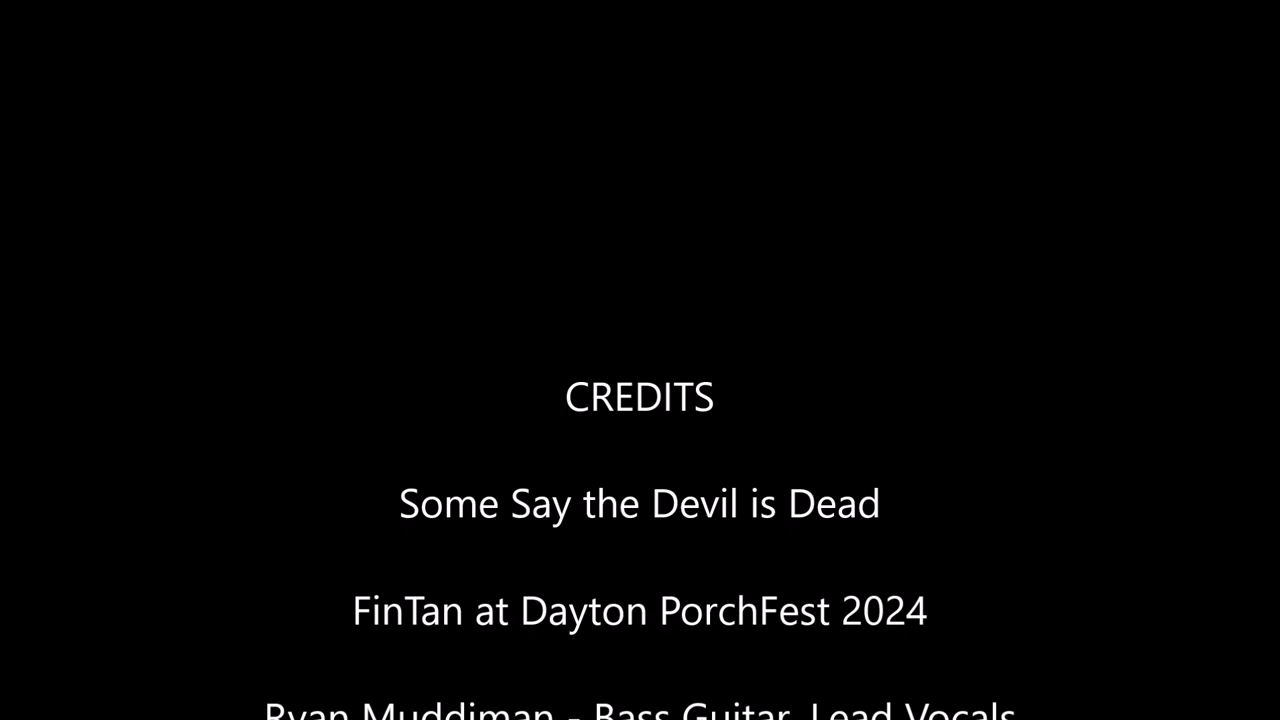 CREDITS
Some Say the Devil is Dead
FinTan at Dayton PorchFest 2024
Ryan Muddiman - Bass Guitar, Lead Vocals